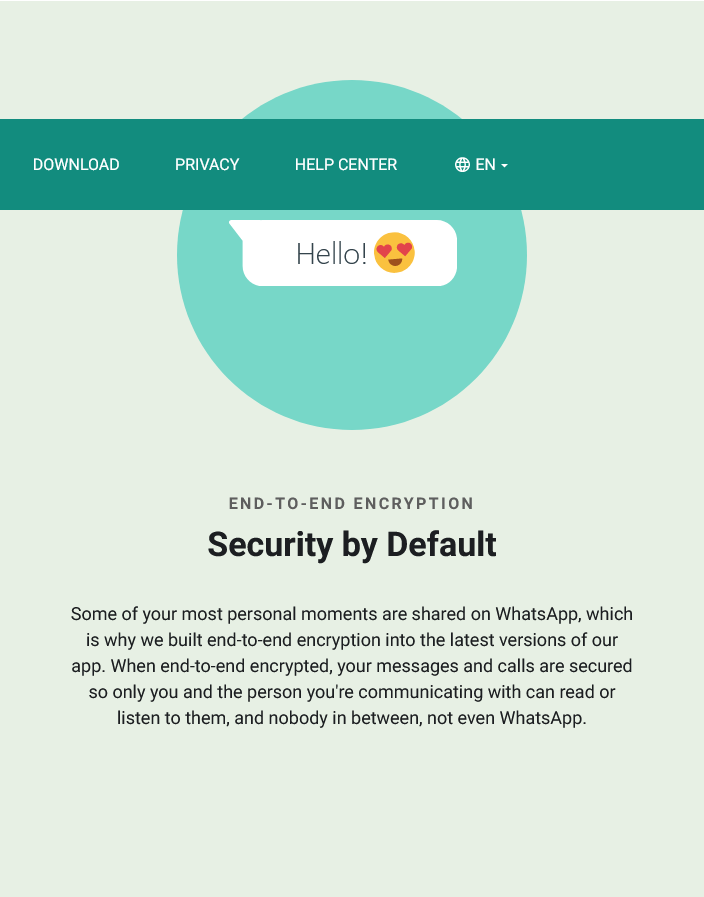 DOWNLOAD PRIVACY HELP CENTER EN
Hello! 😍
END-TO-END ENCRYPTION
Security by Default
Some of your most personal moments are shared on WhatsApp, which
is why we built end-to-end encryption into the latest versions of our
app. When end-to-end encrypted, your messages and calls are secured
so only you and the person you're communicating with can read or
listen to them, and nobody in between, not even WhatsApp.